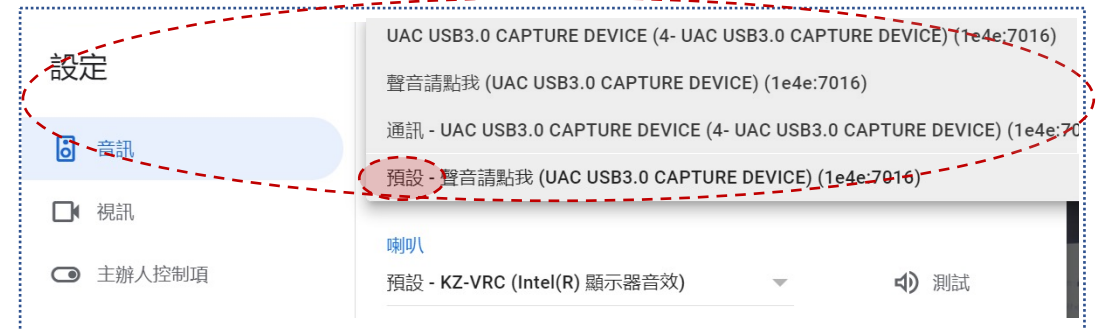 設定
音訊
視訊
主辦人控制項
UAC USB3.0 CAPTURE DEVICE (4- UAC USB3.0 CAPTURE DEVICE) (1e4e:7016)
聲音請點我 (UAC USB3.0 CAPTURE DEVICE) (1e4e:7016)
通訊 - UAC USB3.0 CAPTURE DEVICE (4- UAC USB3.0 CAPTURE DEVICE) (1e4e:70
預設 - 聲音請點我 (UAC USB3.0 CAPTURE DEVICE) (1e4e:7016)
喇叭
預設 - KZ-VRC (Intel(R) 顯示器音效)
測試